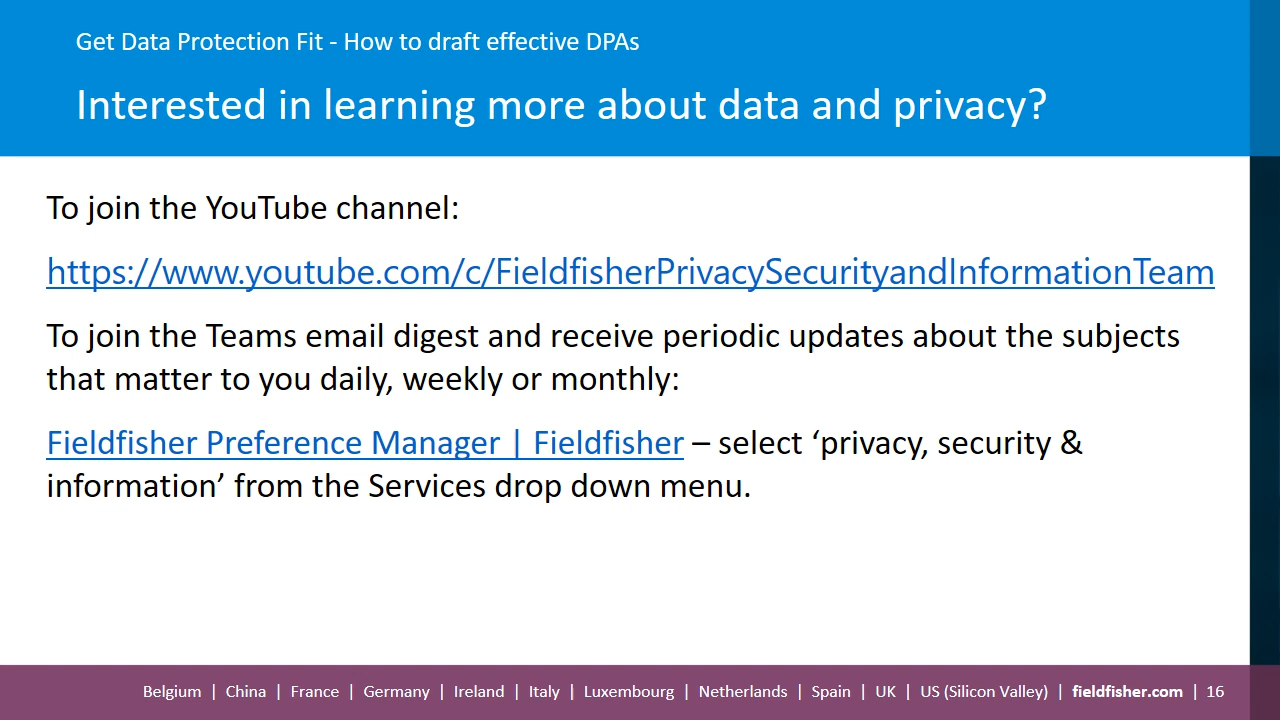 Get Data Protection Fit - How to draft effective DPAs
Interested in learning more about data and privacy?
To join the YouTube channel:
https://www.youtube.com/c/FieldfisherPrivacySecurityandInformationTeam
To join the Teams email digest and receive periodic updates about the subjects
that matter to you daily, weekly or monthly:
Fieldfisher Preference Manager | Fieldfisher – select ‘privacy, security &
information’ from the Services drop down menu.
Belgium | China | France | Germany | Ireland | Italy | Luxembourg | Netherlands | Spain | UK | US (Silicon Valley) | fieldfisher.com | 16